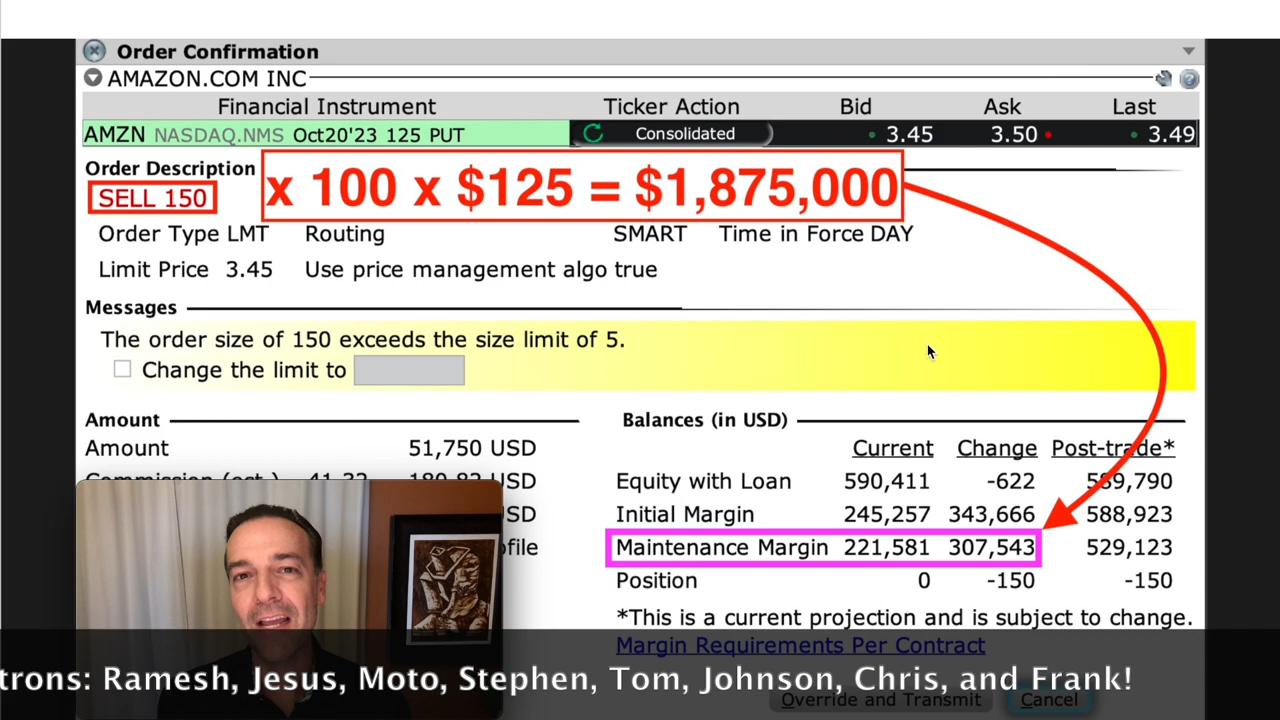 Order Confirmation
AMAZON.COM INC
Financial Instrument Ticker Action Bid Ask Last
AMZN NASDAQ.NMS Oct20'23 125 PUT Consolidated 3.45 3.50 3.49
Order Description
SELL 150 x 100 x $125 = $1,875,000
Order Type LMT Routing SMART Time in Force DAY
Limit Price 3.45 Use price management algo true
Messages
The order size of 150 exceeds the size limit of 5.
Change the limit to
Amount Balances (in USD)
Current Change Post-trade*
Amount 51,750 USD
Equity with Loan 590,411 -622 589,790
Initial Margin 245,257 343,666 588,923
Maintenance Margin 221,581 307,543 529,123
Position 0 -150 -150
*This is a current projection and is subject to change.
Margin Requirements Per Contract
trons: Ramesh, Jesus, Moto, Stephen, Tom, Johnson, Chris, and Frank!
Override and Transmit Cancel